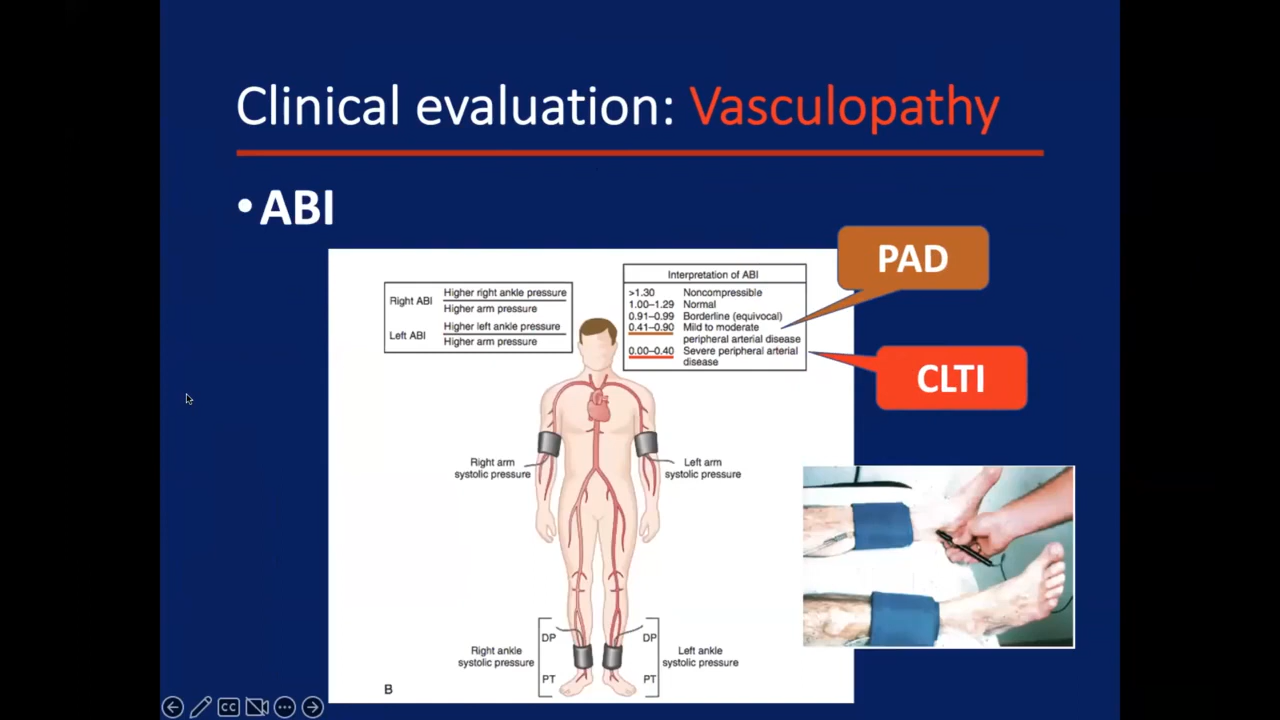 Clinical evaluation: Vasculopathy
•ABI
PAD
CLTI
Right ABI
Higher right ankle pressure
Higher arm pressure
Left ABI
Higher left ankle pressure
Higher arm pressure
Interpretation of ABI
>1.30 Noncompressible
1.00–1.29 Normal
0.91–0.99 Borderline (equivocal)
0.41–0.90 Mild to moderate
peripheral arterial disease
0.00–0.40 Severe peripheral arterial
disease
Right arm
systolic pressure
Left arm
systolic pressure
DP
DP
Right ankle
systolic pressure
Left ankle
systolic pressure
PT
PT
B
CC